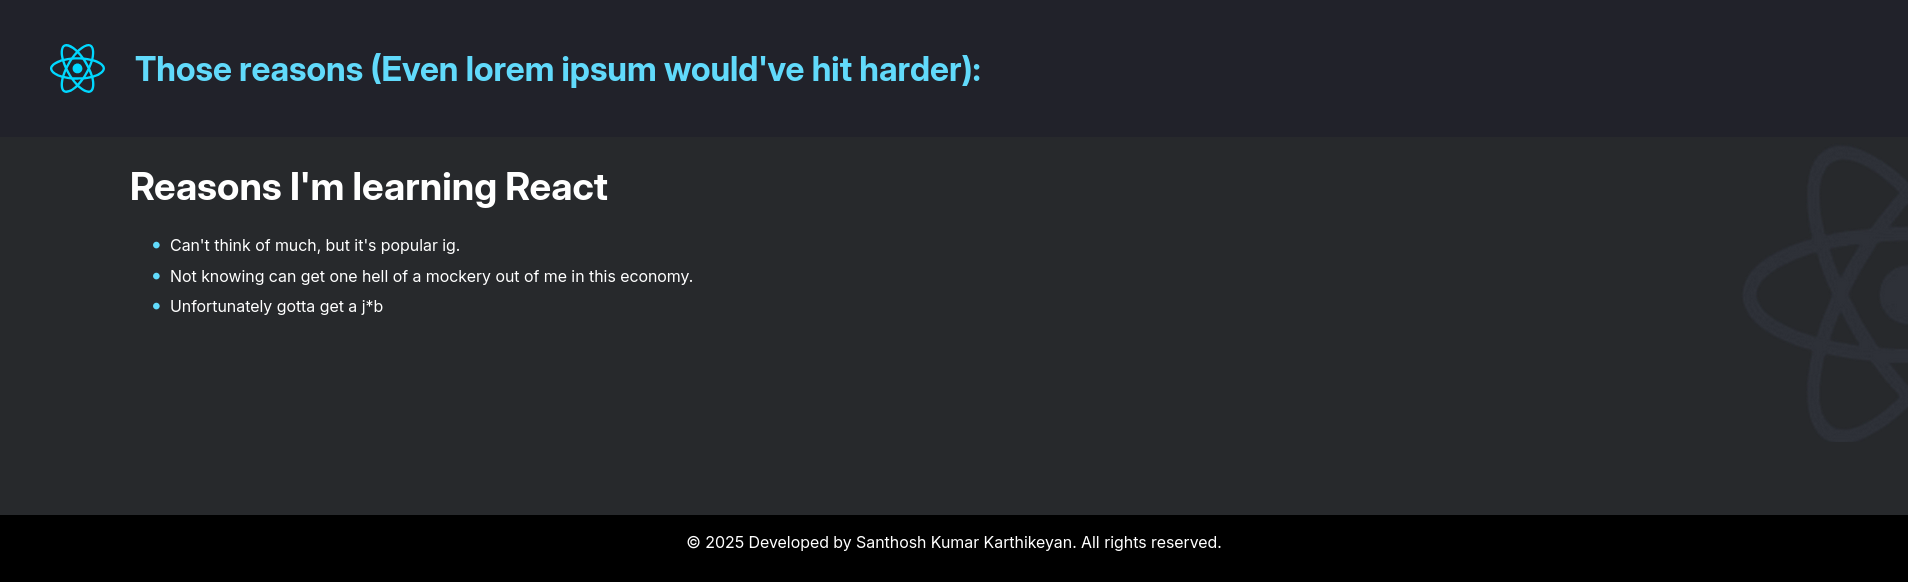 Those reasons (Even lorem ipsum would've hit harder):
Reasons I'm learning React
Can't think of much, but it's popular ig.
Not knowing can get one hell of a mockery out of me in this economy.
Unfortunately gotta get a j*b
© 2025 Developed by Santhosh Kumar Karthikeyan. All rights reserved.